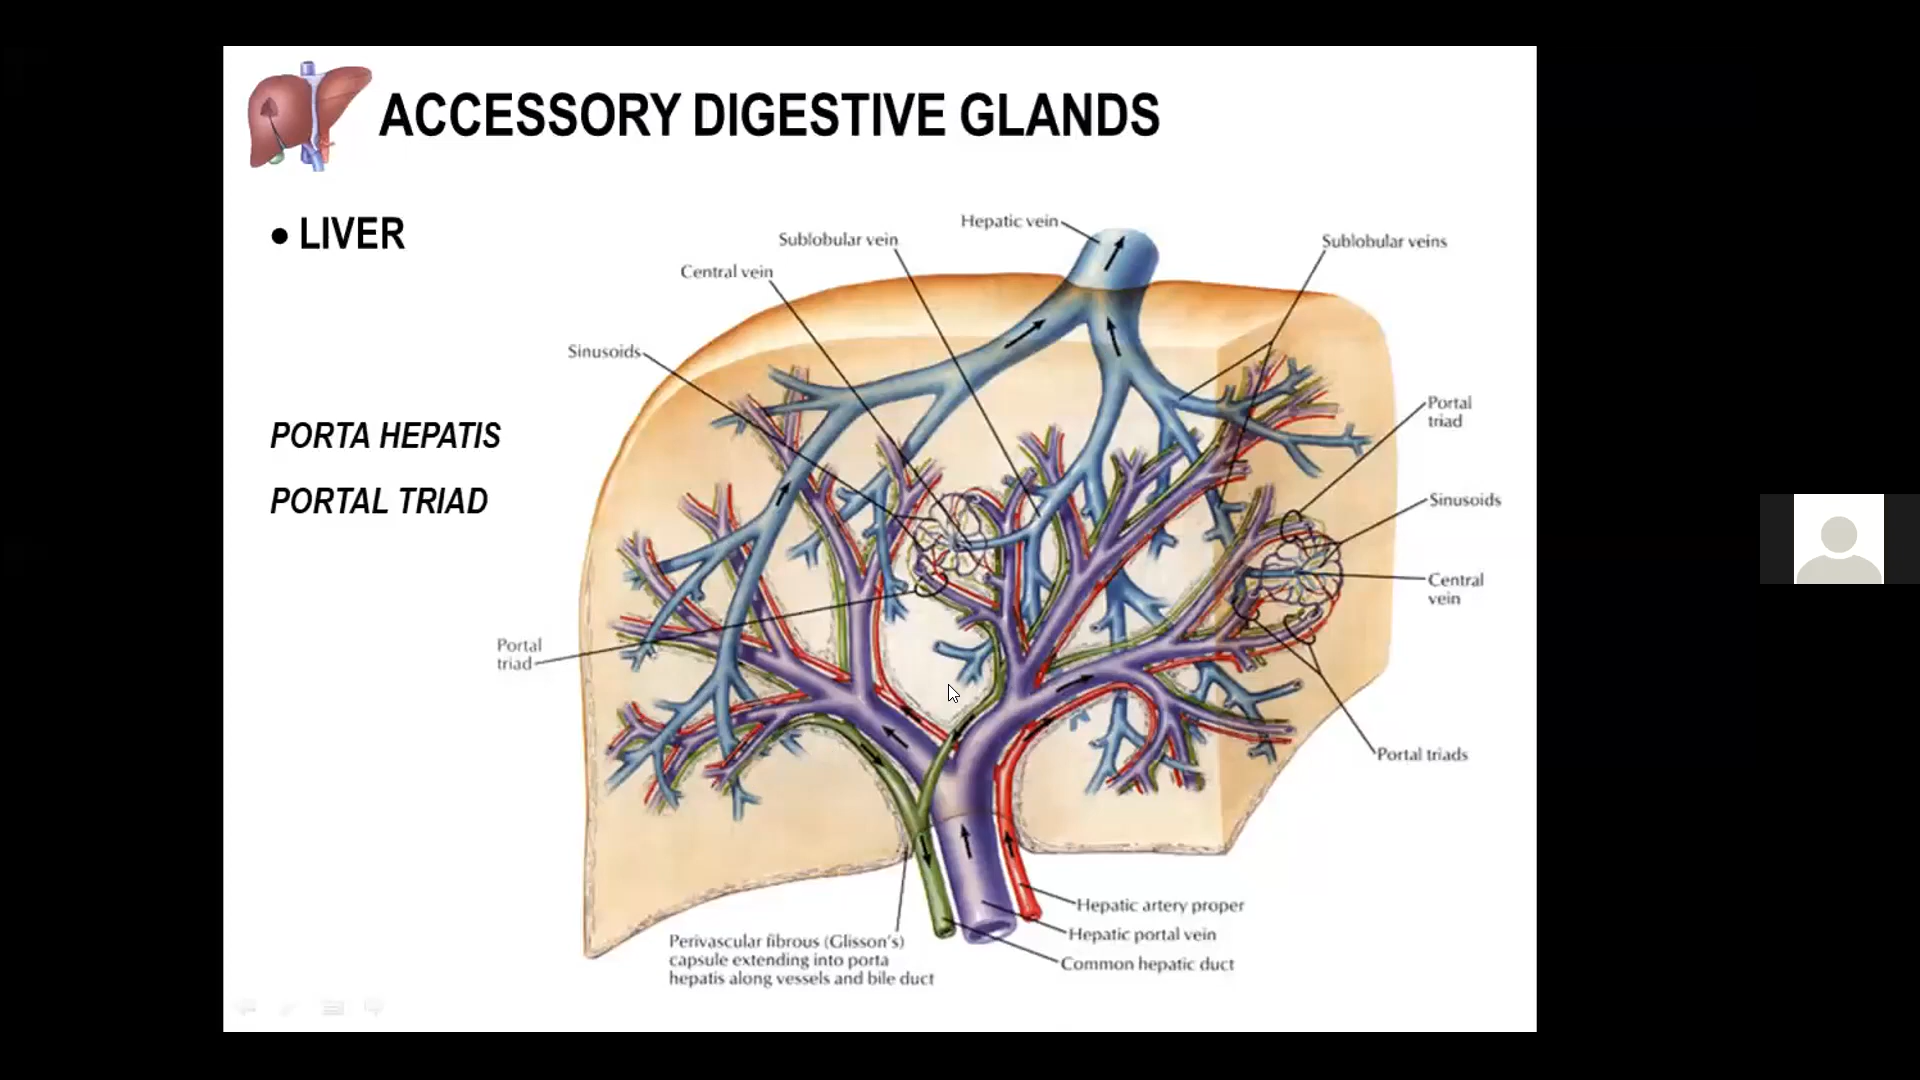 ACCESSORY DIGESTIVE GLANDS
• LIVER
Hepatic vein
Sublobular vein
Sublobular veins
Central vein
Sinusoids
Portal
triad
PORTA HEPATIS
PORTAL TRIAD
Sinusoids
Central
vein
Portal
triad
Portal triads
Hepatic artery proper
Hepatic portal vein
Common hepatic duct
Perivascular fibrous (Glisson's)
capsule extending into porta
hepatis along vessels and bile duct